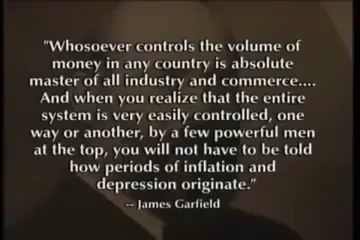 "Whosoever controls the volume of
money in any country is absolute
master of all industry and commerce....
And when you realize that the entire
system is very easily controlled, one
way or another, by a few powerful men
at the top, you will not have to be told
how periods of inflation and
depression originate."
-- James Garfield